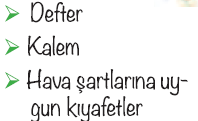 ➢ Defter
➢ Kalem
➢ Hava şartlarına uy-
gun kıyafetler